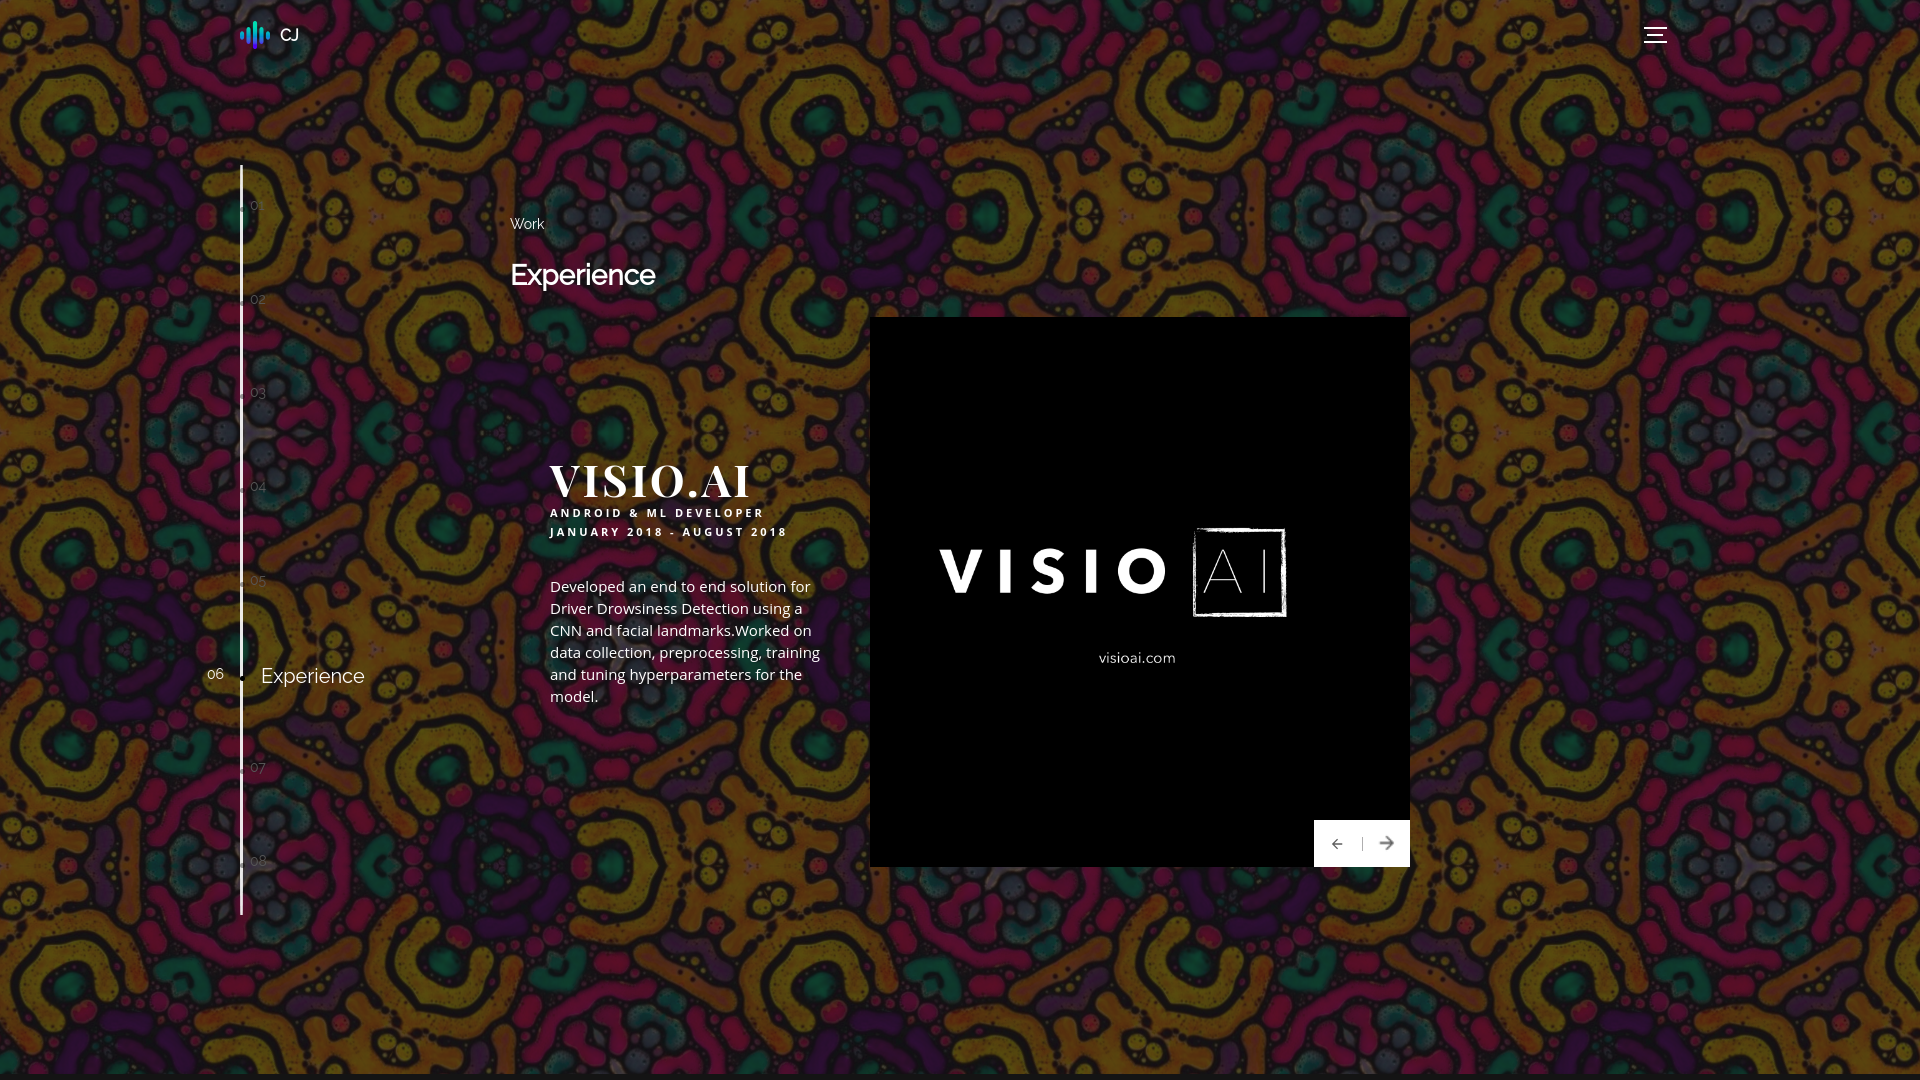 CJ
01
02
03
04
05
06 Experience
07
08
Work
Experience
VISIO.AI
ANDROID & ML DEVELOPER
JANUARY 2018 - AUGUST 2018
Developed an end to end solution for
Driver Drowsiness Detection using a
CNN and facial landmarks.Worked on
data collection, preprocessing, training
and tuning hyperparameters for the
model.
VISIO AI
visioai.com